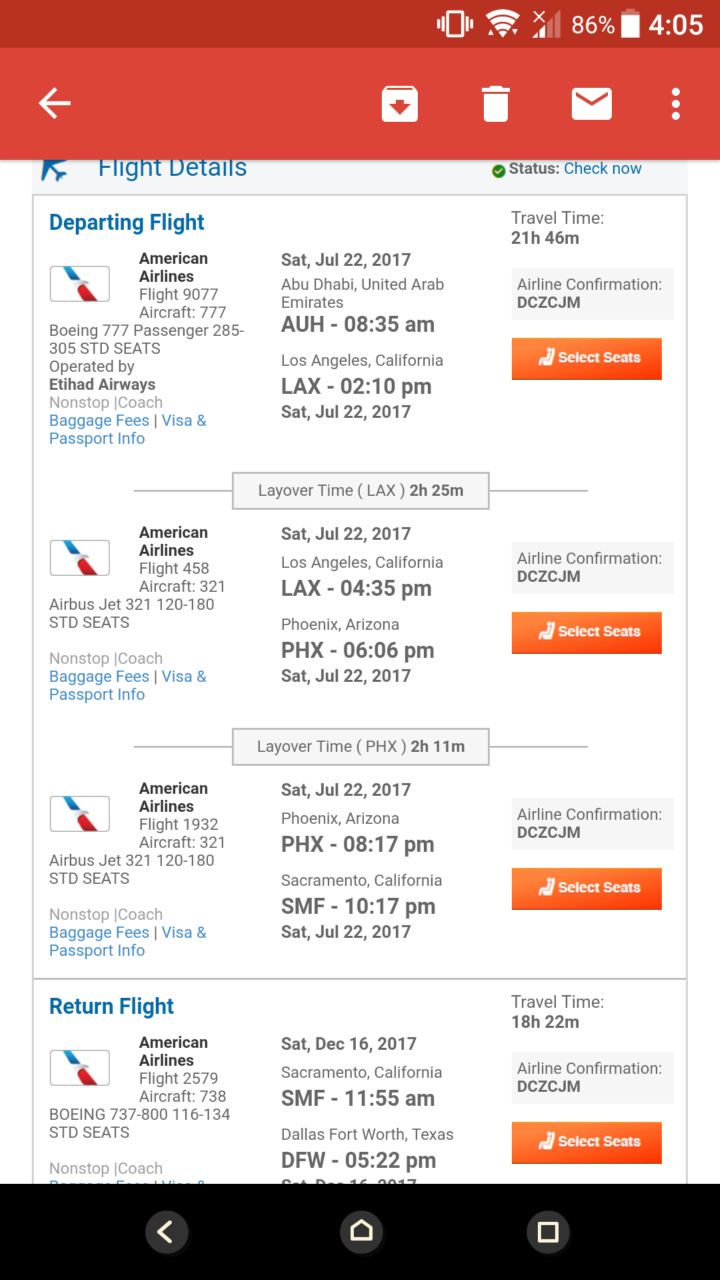 86% 4:05
Flight Details
Status: Check now
Departing Flight
Travel Time:
21h 46m
American
Airlines
Flight 9077
Aircraft: 777
Boeing 777 Passenger 285-
305 STD SEATS
Operated by
Etihad Airways
Nonstop |Coach
Baggage Fees | Visa &
Passport Info
Sat, Jul 22, 2017
Abu Dhabi, United Arab
Emirates
AUH - 08:35 am
Los Angeles, California
LAX - 02:10 pm
Sat, Jul 22, 2017
Airline Confirmation:
DCZCJM
Select Seats
Layover Time ( LAX ) 2h 25m
American
Airlines
Flight 458
Aircraft: 321
Airbus Jet 321 120-180
STD SEATS
Nonstop |Coach
Baggage Fees | Visa &
Passport Info
Sat, Jul 22, 2017
Los Angeles, California
LAX - 04:35 pm
Phoenix, Arizona
PHX - 06:06 pm
Sat, Jul 22, 2017
Airline Confirmation:
DCZCJM
Select Seats
Layover Time ( PHX ) 2h 11m
American
Airlines
Flight 1932
Aircraft: 321
Airbus Jet 321 120-180
STD SEATS
Nonstop |Coach
Baggage Fees | Visa &
Passport Info
Sat, Jul 22, 2017
Phoenix, Arizona
PHX - 08:17 pm
Sacramento, California
SMF - 10:17 pm
Sat, Jul 22, 2017
Airline Confirmation:
DCZCJM
Select Seats
Return Flight
Travel Time:
18h 22m
American
Airlines
Flight 2579
Aircraft: 738
BOEING 737-800 116-134
STD SEATS
Nonstop |Coach
Baggage Fees | Visa &
Sat, Dec 16, 2017
Sacramento, California
SMF - 11:55 am
Dallas Fort Worth, Texas
DFW - 05:22 pm
Sat, Dec 16, 2017
Airline Confirmation:
DCZCJM
Select Seats